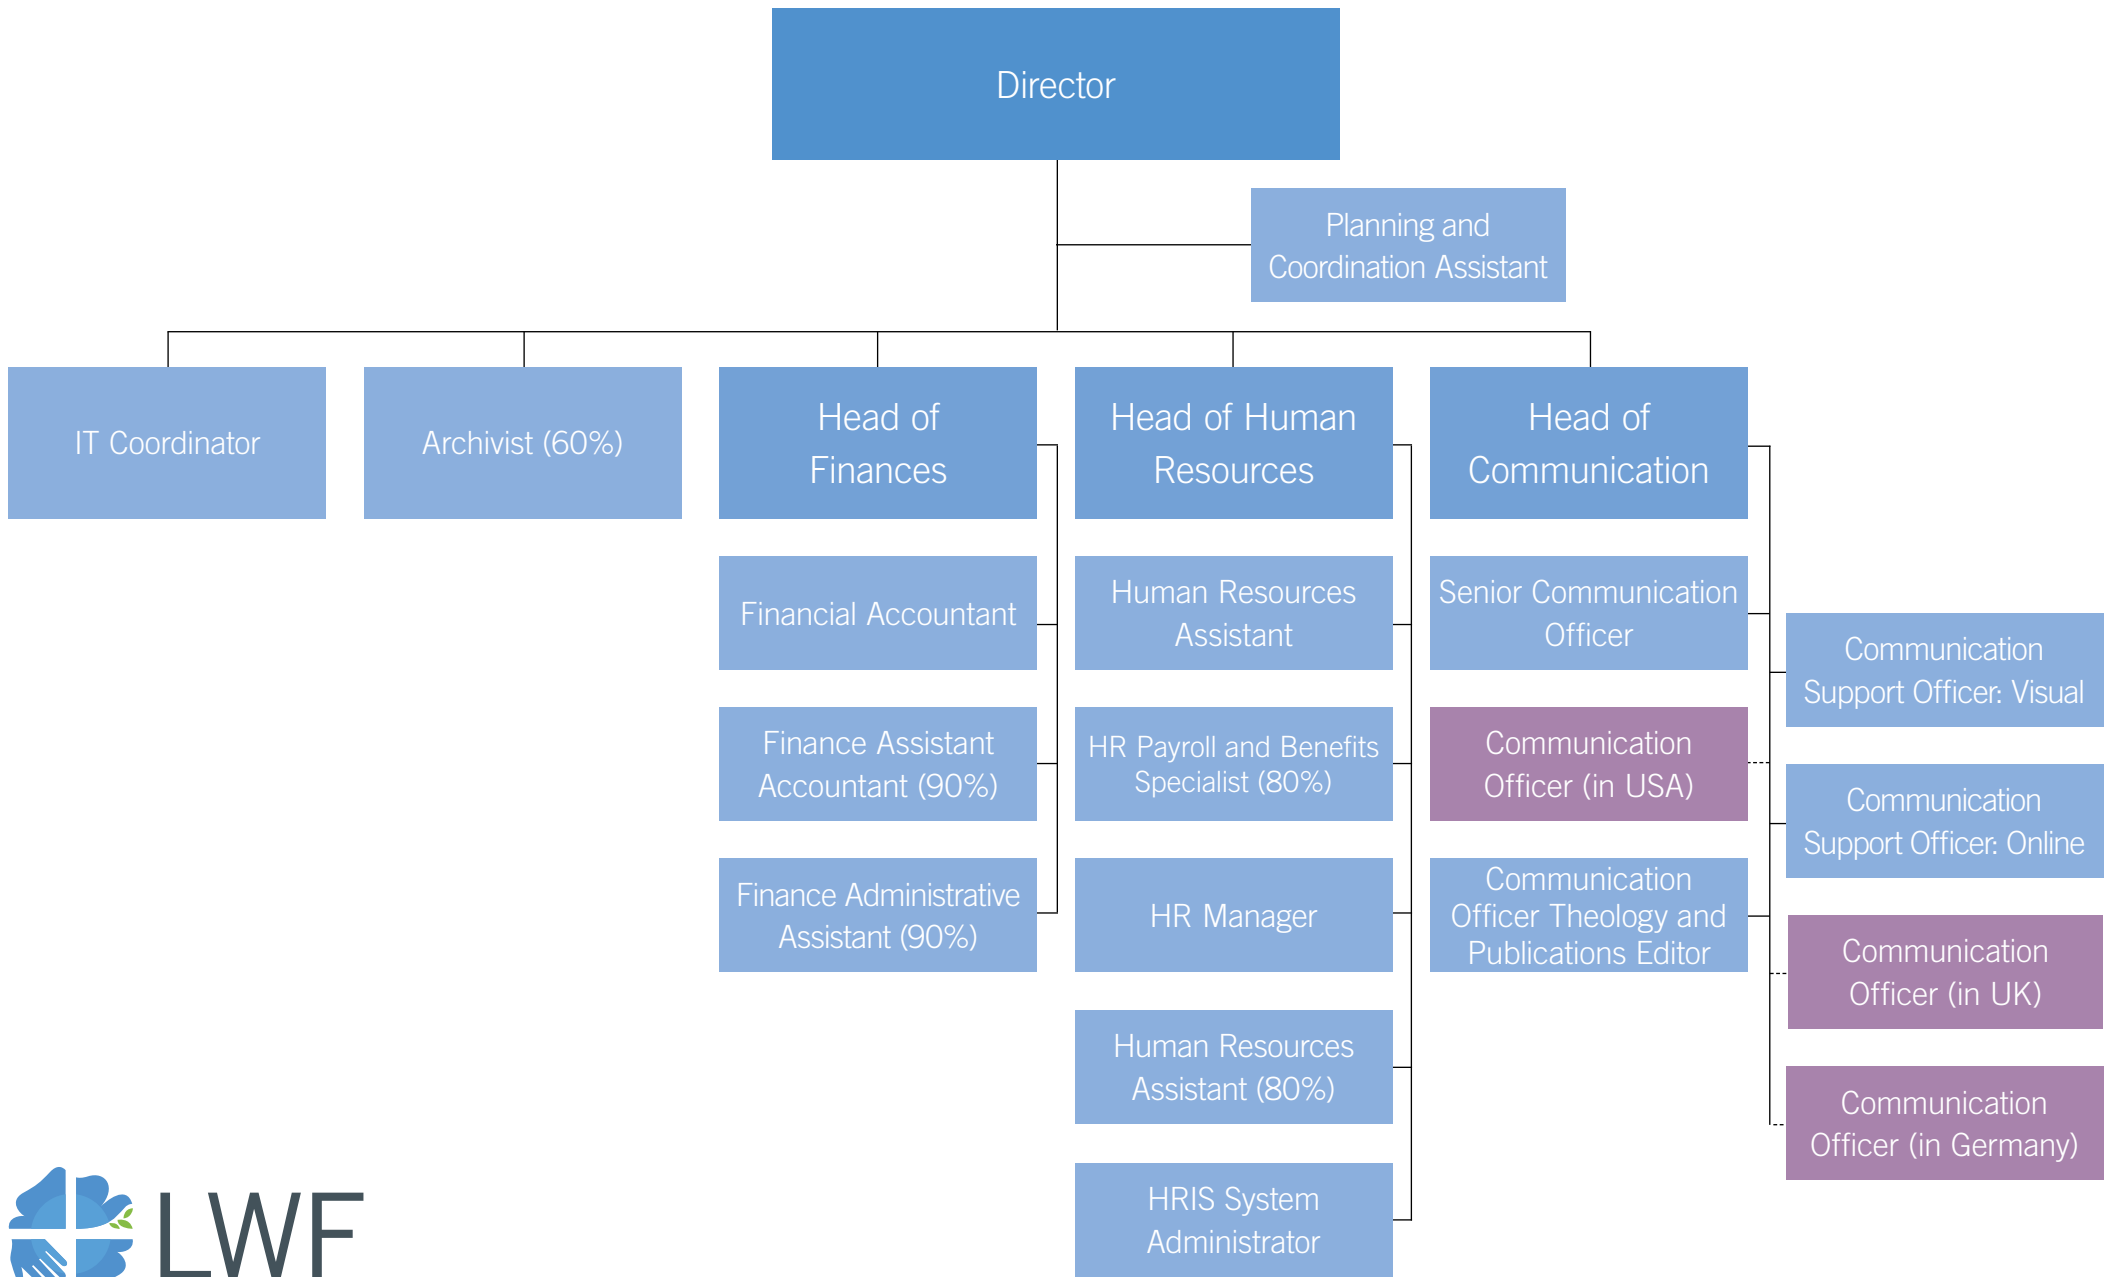 Director
Planning and
Coordination Assistant
IT Coordinator
Archivist (60%)
Head of
Finances
Head of Human
Resources
Head of
Communication
Financial Accountant
Finance Assistant
Accountant (90%)
Finance Administrative
Assistant (90%)
Human Resources
Assistant
HR Payroll and Benefits
Specialist (80%)
HR Manager
Human Resources
Assistant (80%)
HRIS System
Administrator
Senior Communication
Officer
Communication
Officer (in USA)
Communication
Officer Theology and
Publications Editor
Communication
Support Officer: Visual
Communication
Support Officer: Online
Communication
Officer (in UK)
Communication
Officer (in Germany)
LWF